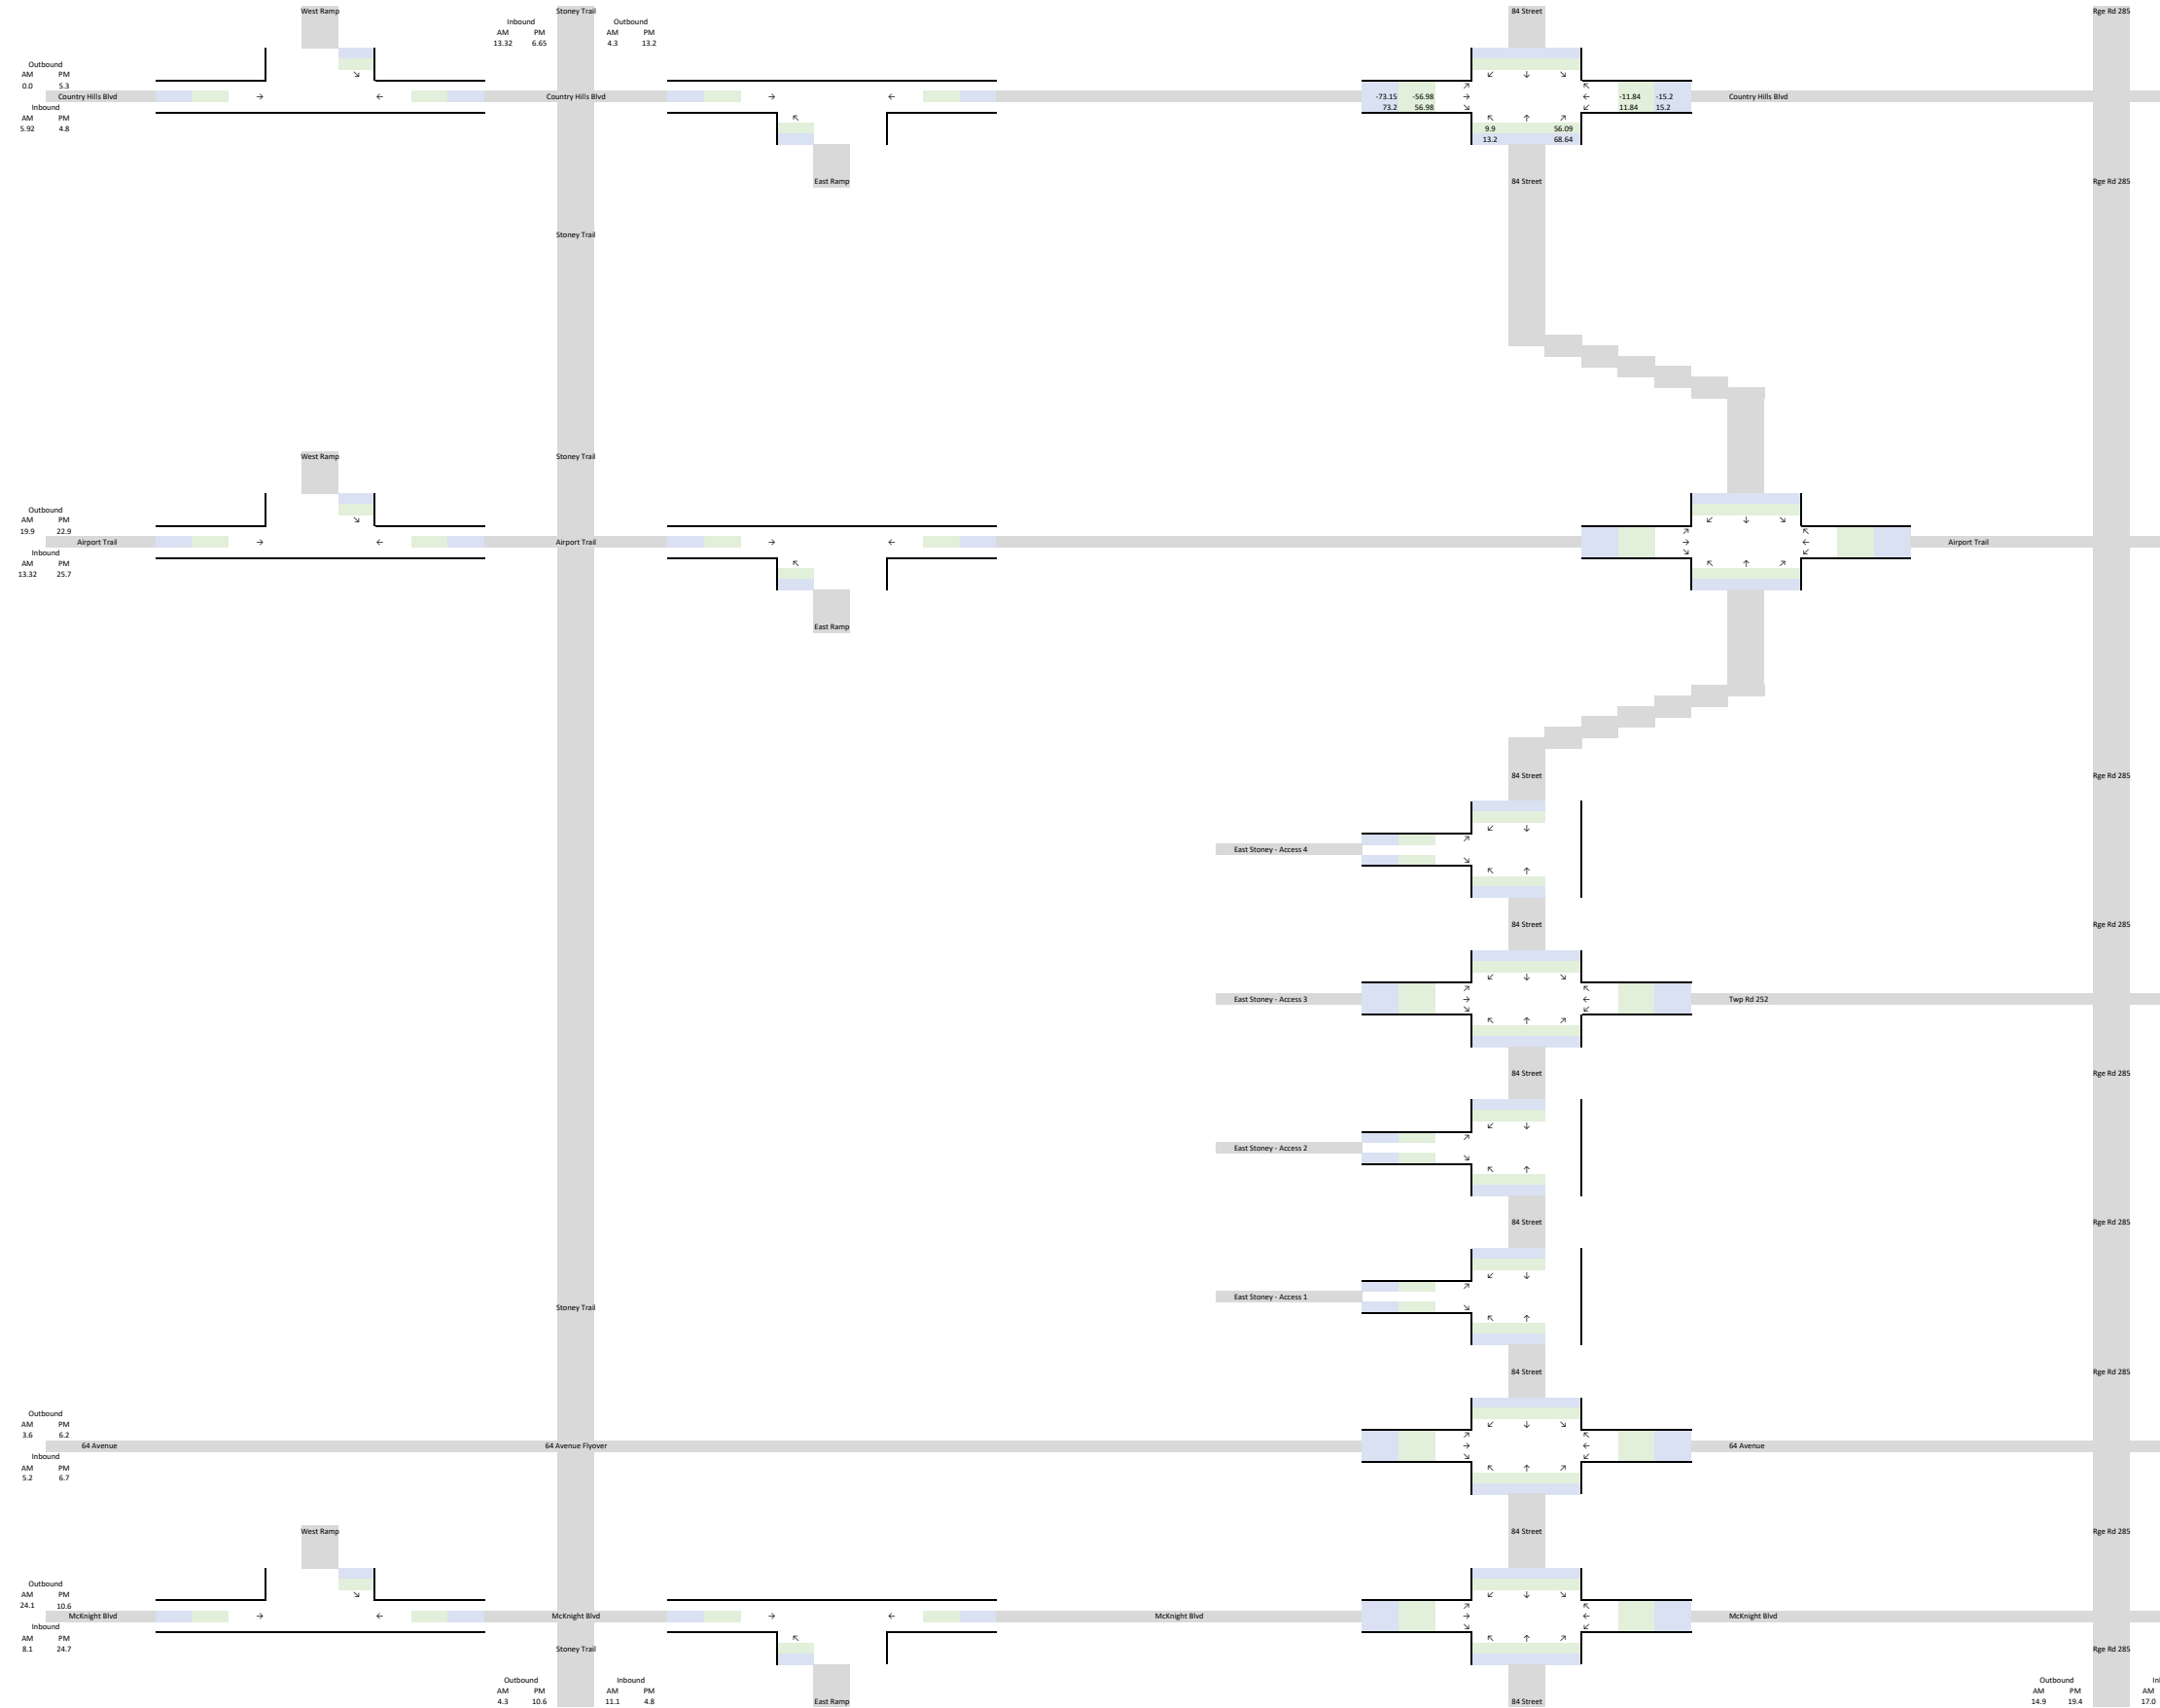 West Ramp Stoney Trail 84 Street Rge Rd 285
Inbound Outbound
AM PM AM PM
13.32 6.65 4.3 13.2
Outbound
AM PM
0.0 5.3
↘ ↙ ↓ ↘
Country Hills Blvd → ← Country Hills Blvd → ← -73.15 -56.98 ↗ → ↘ ↖ ← ↙ -11.84 -15.2 Country Hills Blvd
73.2 56.98 11.84 15.2
Inbound
AM PM
5.92 4.8
↖ ↖ ↑ ↗
9.9 56.09
13.2 68.64
East Ramp 84 Street Rge Rd 285
Stoney Trail
West Ramp Stoney Trail
Outbound
AM PM
19.9 22.9
↘ ↙ ↓ ↘
Airport Trail → ← Airport Trail → ← ↗ → ↘ ↖ ← ↙ Airport Trail
Inbound
AM PM
13.32 25.7
↖ ↖ ↑ ↗
East Ramp
84 Street Rge Rd 285
↙ ↓
East Stoney - Access 4 ↗ ↘
↖ ↑
84 Street Rge Rd 285
↙ ↓ ↘
East Stoney - Access 3 ↗ → ↘ ↖ ← ↙ Twp Rd 252
↖ ↑ ↗
84 Street Rge Rd 285
↙ ↓
East Stoney - Access 2 ↗ ↘
↖ ↑
84 Street Rge Rd 285
↙ ↓
East Stoney - Access 1 ↗ ↘
Stoney Trail
↖ ↑
84 Street Rge Rd 285
Outbound
AM PM
3.6 6.2
↙ ↓ ↘
64 Avenue 64 Avenue Flyover ↗ → ↘ ↖ ← ↙ 64 Avenue
Inbound
AM PM
5.2 6.7
↖ ↑ ↗
West Ramp 84 Street Rge Rd 285
Outbound
AM PM
24.1 10.6
↘ ↙ ↓ ↘
McKnight Blvd → ← McKnight Blvd → ← McKnight Blvd ↗ → ↘ ↖ ← ↙ McKnight Blvd
Inbound
AM PM
8.1 24.7
↖ ↖ ↑ ↗
Stoney Trail Rge Rd 285
Outbound Inbound Outbound
AM PM AM PM AM PM AM
4.3 10.6 11.1 4.8 14.9 19.4 17.0
East Ramp 84 Street